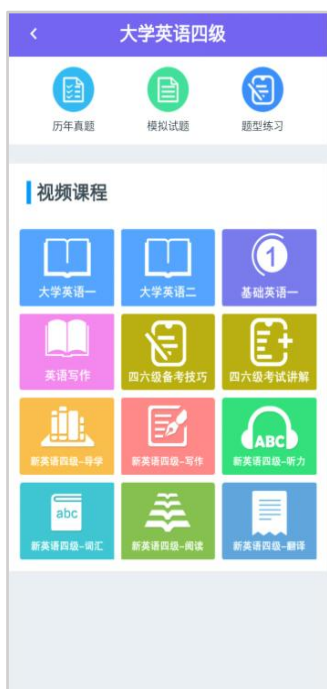 大学英语四级
历年真题 模拟试题 题型练习
视频课程
大学英语一 大学英语二 1 基础英语一
英语写作 四六级备考技巧 四六级考试讲解
ABC
新英语四级-导学 新英语四级-写作 新英语四级-听力
abc
新英语四级-词汇 新英语四级-阅读 新英语四级-翻译